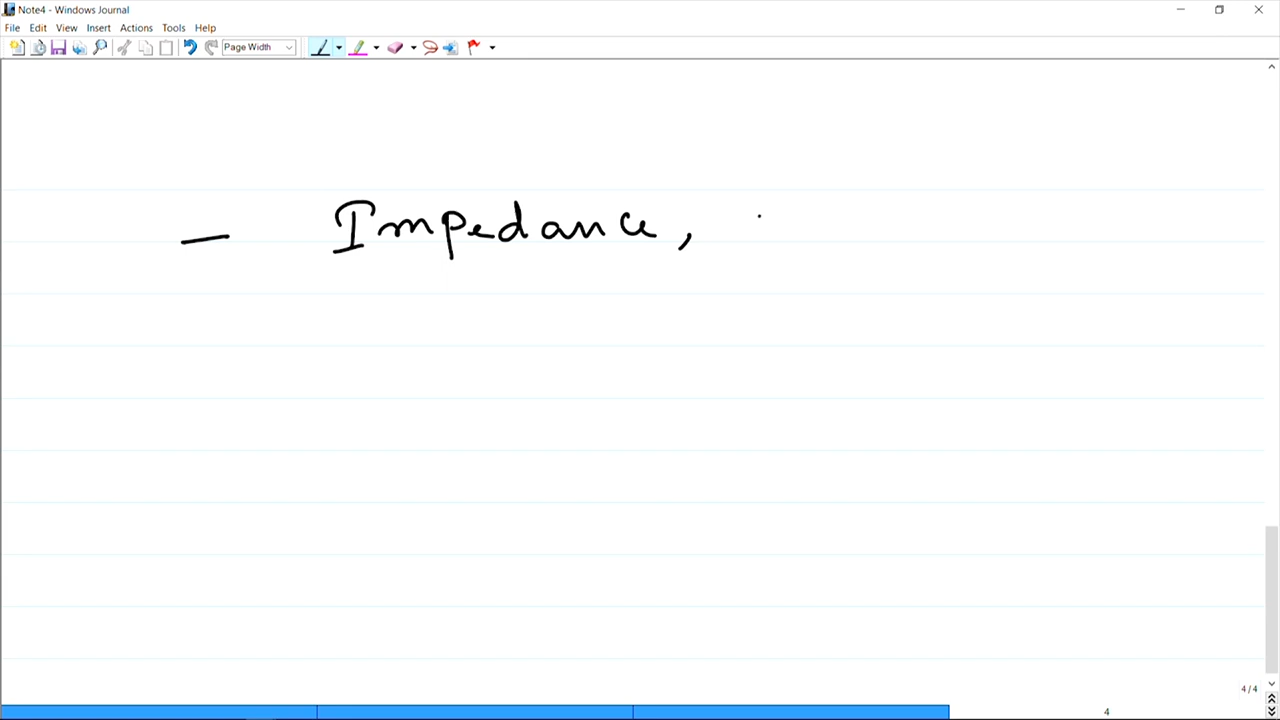 Note4 - Windows Journal
File Edit View Insert Actions Tools Help
Page Width
— Impedance,
4 / 4
4